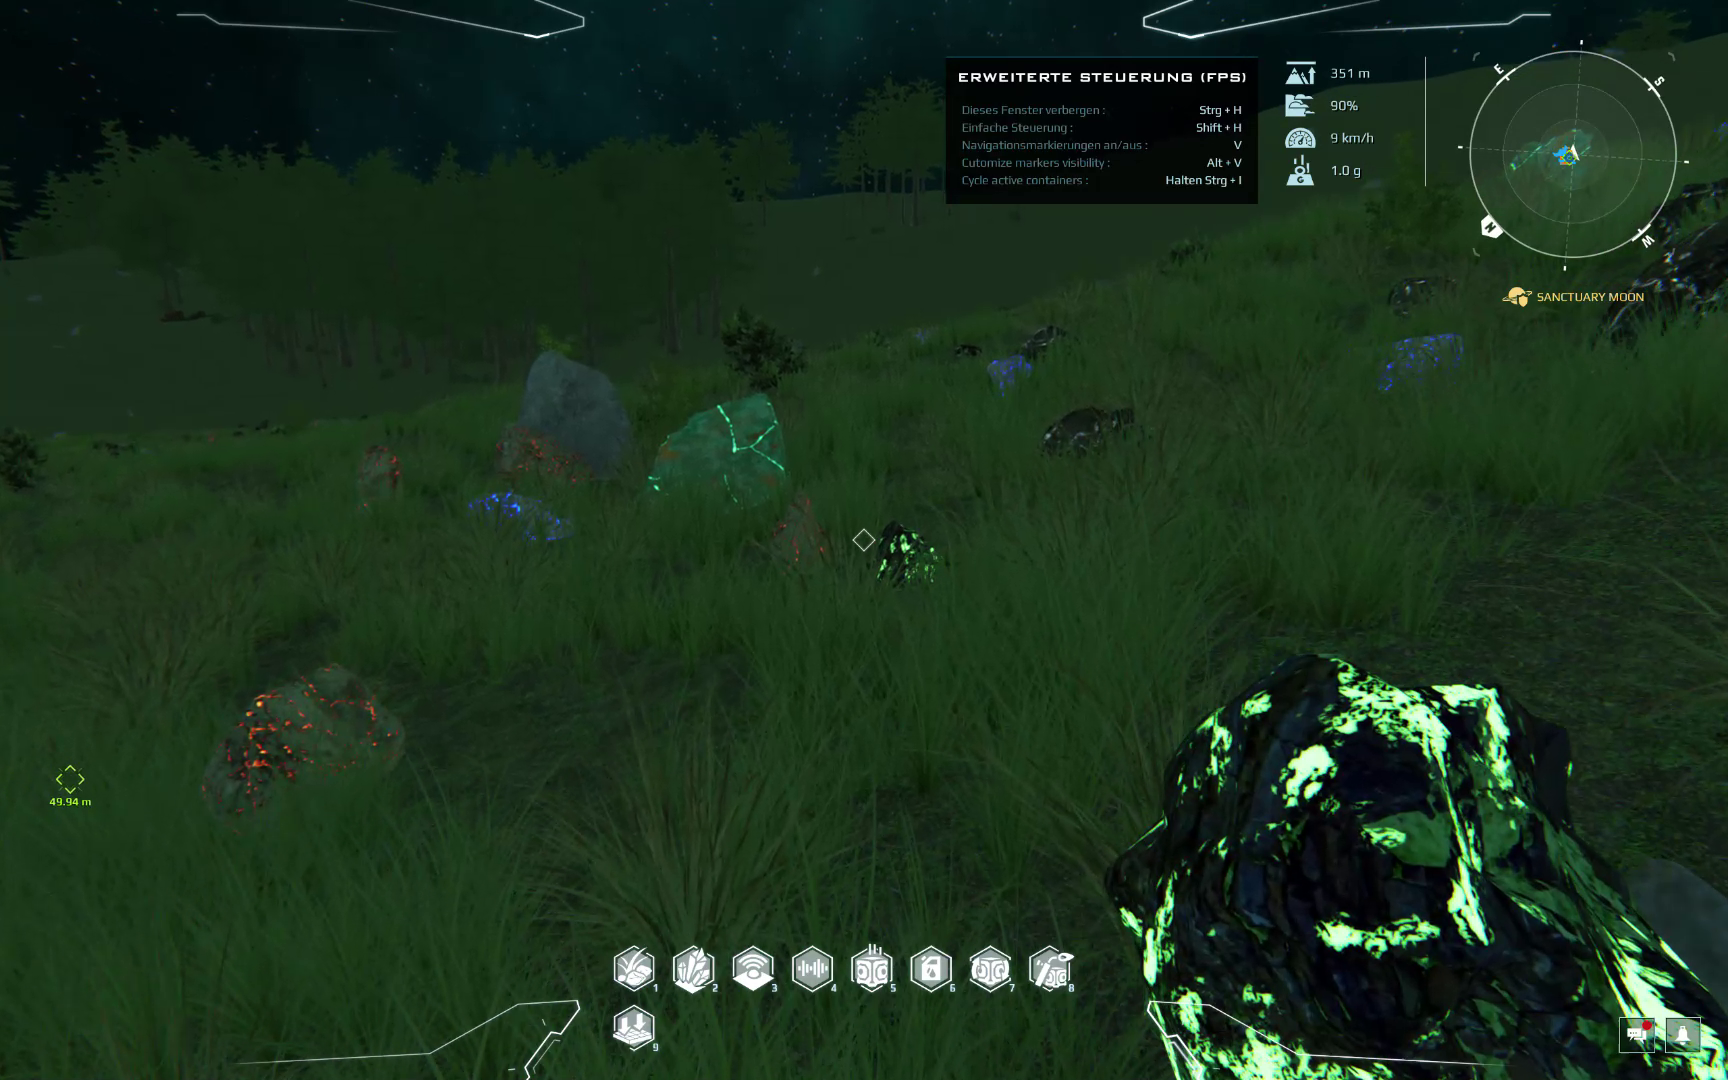 ERWEITERTE STEUERUNG (FPS)
Dieses Fenster verbergen : Strg + H
Einfache Steuerung : Shift + H
Navigationsmarkierungen an/aus : V
Cutomize markers visibility : Alt + V
Cycle active containers : Halten Strg + I
351 m
90%
9 km/h
1.0 g
G
E
S
N
W
SANCTUARY MOON
49.94 m
1
2
3
4
5
6
7
8
9